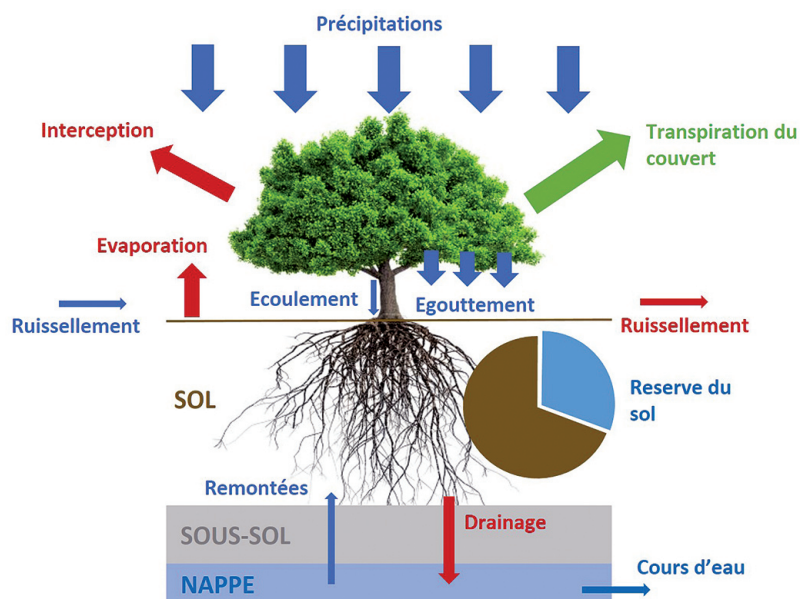 Précipitations
Interception
Transpiration du
couvert
Evaporation
Ecoulement
Egouttement
Ruissellement
Ruissellement
SOL
Reserve du
sol
Remontées
Drainage
SOUS-SOL
Cours d'eau
NAPPE